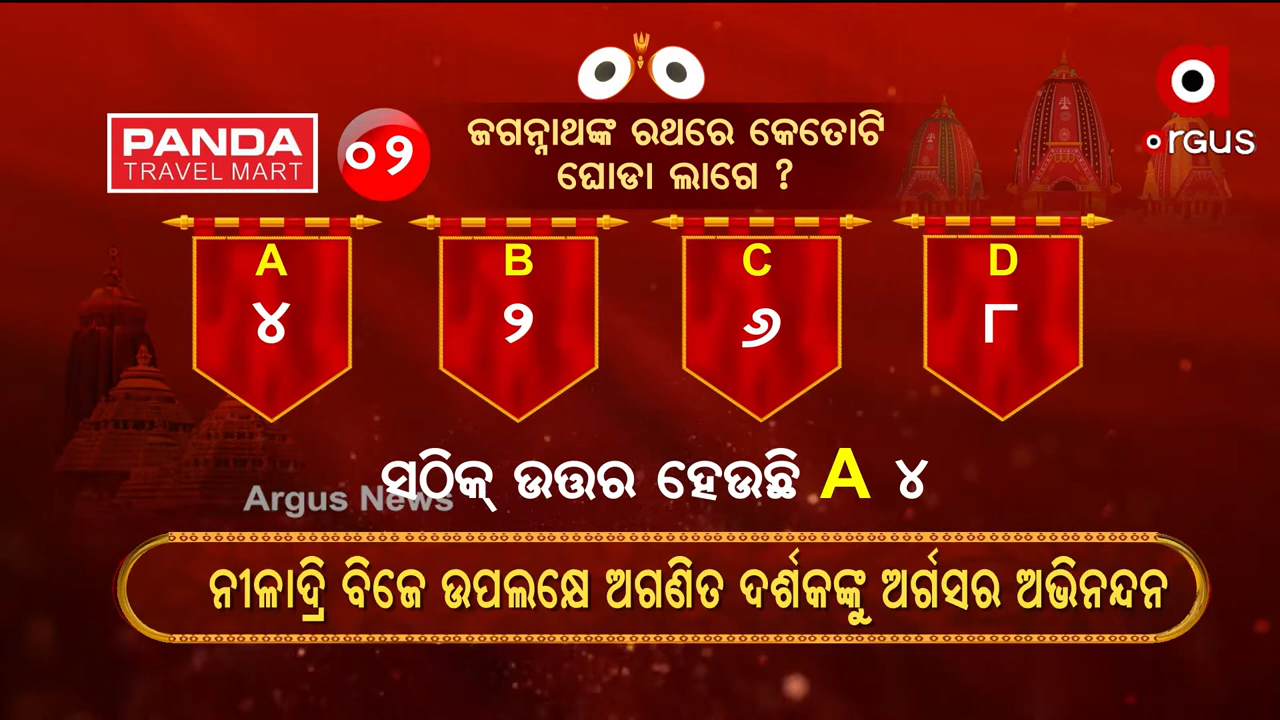 PANDA
TRAVEL MART
୦୨
ଜଗନ୍ନାଥଙ୍କ ରଥରେ କେତୋଟି
ଘୋଡା ଲାଗେ ?
argus
A
୪
B
୨
C
୬
D
୮
ସଠିକ୍ ଉତ୍ତର ହେଉଛି A ୪
Argus News
ନୀଳାଦ୍ରି ବିଜେ ଉପଲକ୍ଷେ ଅଗଣିତ ଦର୍ଶକଙ୍କୁ ଅର୍ଗସର ଅଭିନନ୍ଦନ